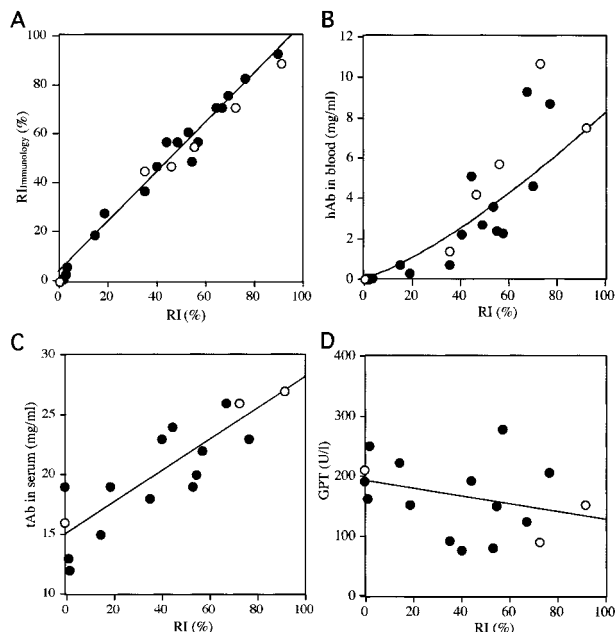 A
100
80
60
40
20
0
RIImmunology (%)
0 20 40 60 80 100
RI (%)
B
12
10
8
6
4
2
0
hAb in blood (mg/ml)
0 20 40 60 80 100
RI (%)
C
30
25
20
15
10
tAb in serum (mg/ml)
0 20 40 60 80 100
RI (%)
D
400
300
200
100
0
GPT (U/l)
0 20 40 60 80 100
RI (%)